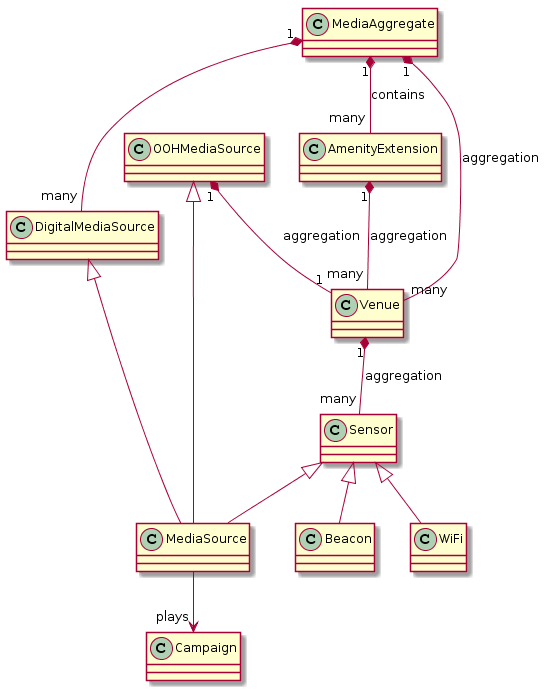 C MediaAggregate
1
1
1
contains
many
C OOHMediaSource
C AmenityExtension
aggregation
many
1
1
C DigitalMediaSource
aggregation
aggregation
1
many
many
C Venue
1
aggregation
many
C Sensor
C MediaSource
C Beacon
C WiFi
plays
C Campaign